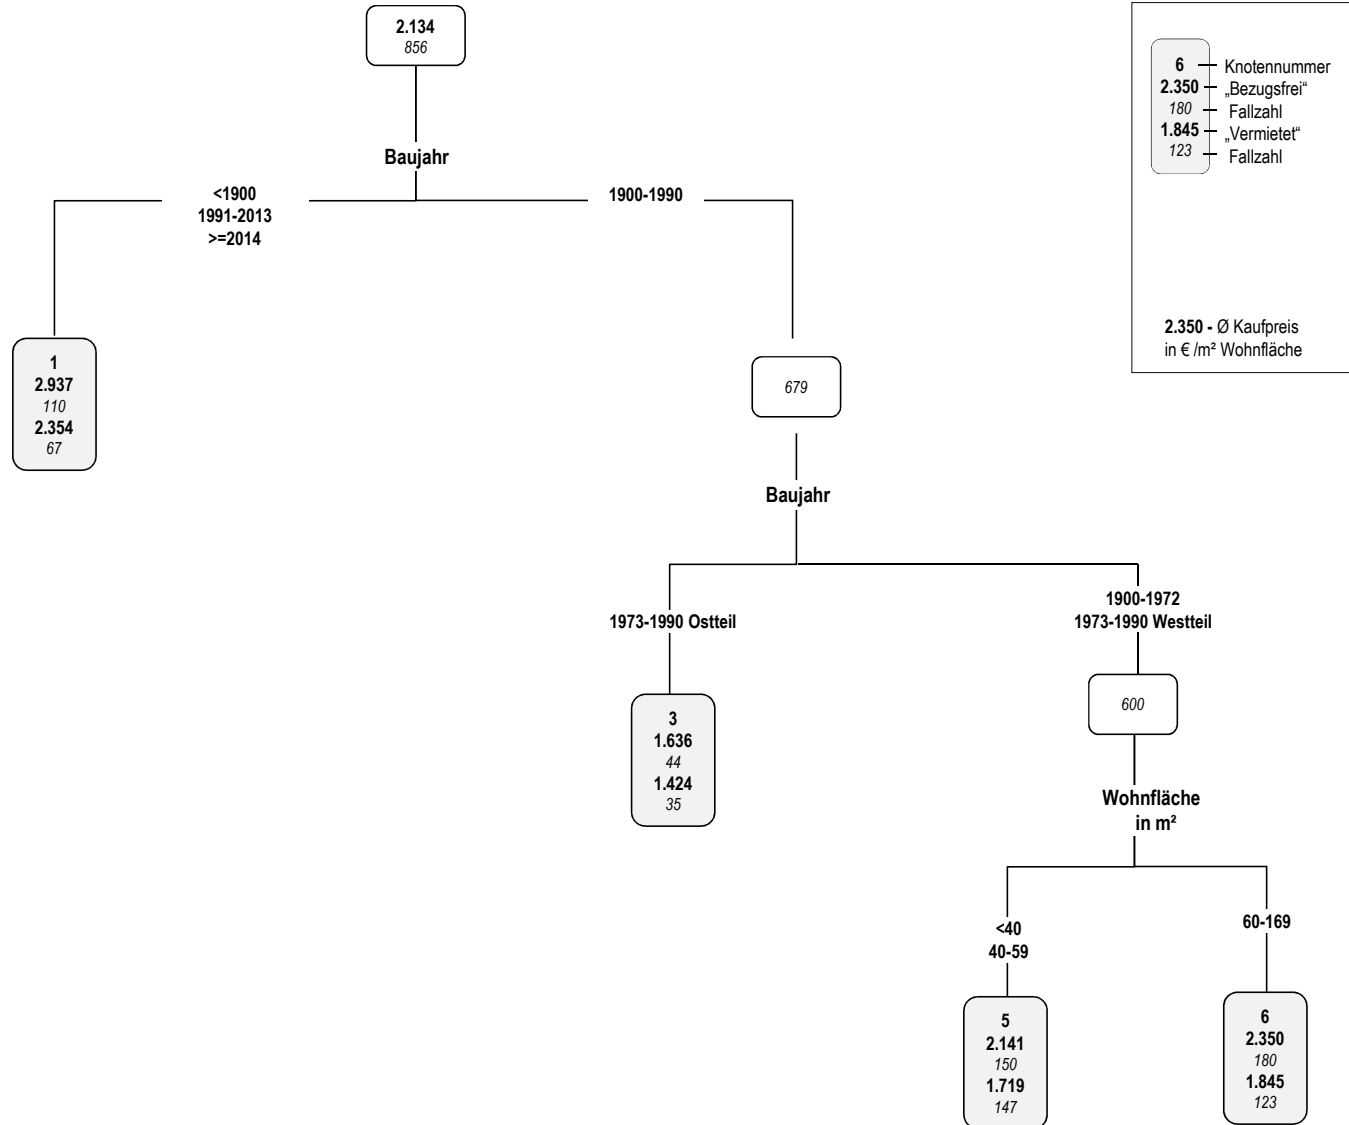 2.134
856
Baujahr
<1900
1991-2013
>=2014
1900-1990
6
Knotennummer
2.350
„Bezugsfrei“
180
Fallzahl
1.845
„Vermietet“
123
Fallzahl
2.350 - Ø Kaufpreis
in € /m² Wohnfläche
1
2.937
110
2.354
67
679
Baujahr
1973-1990 Ostteil
1900-1972
1973-1990 Westteil
3
1.636
44
1.424
35
600
Wohnfläche
in m²
<40
40-59
60-169
5
2.141
150
1.719
147
6
2.350
180
1.845
123